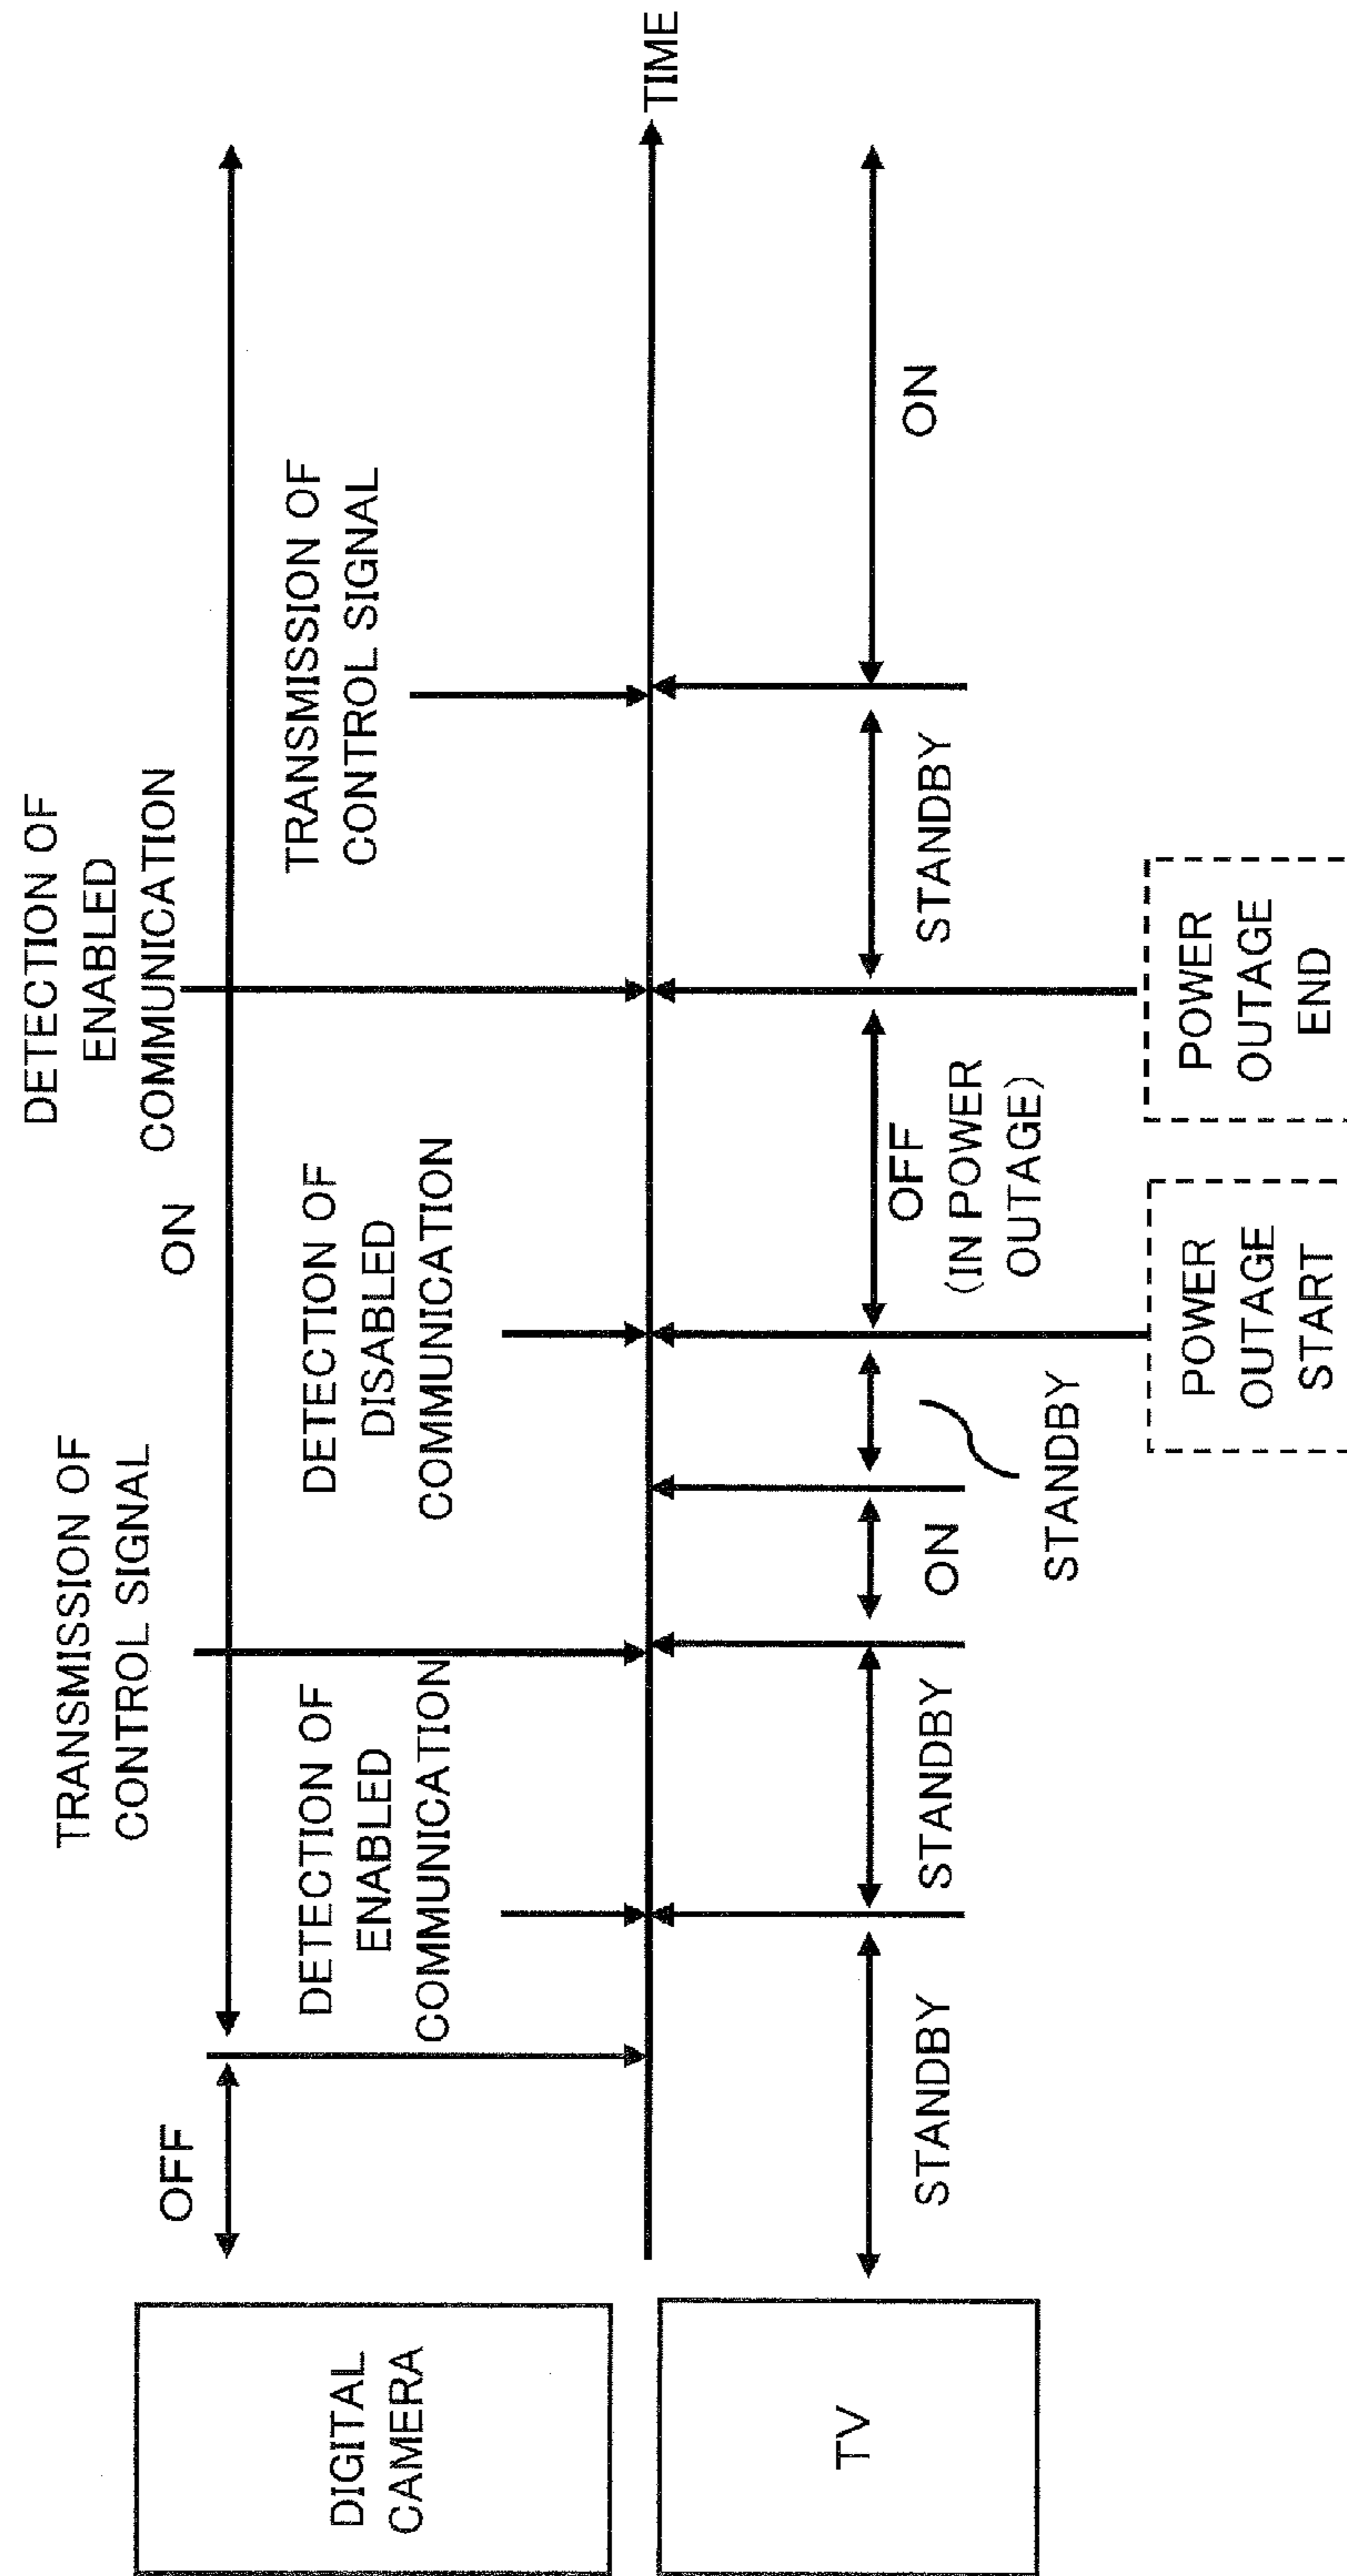 TRANSMISSION OF
CONTROL SIGNAL
DETECTION OF
ENABLED
COMMUNICATION
OFF
ON
DIGITAL
CAMERA
DETECTION OF
ENABLED
COMMUNICATION
DETECTION OF
DISABLED
COMMUNICATION
TRANSMISSION OF
CONTROL SIGNAL
TIME
TV
STANDBY
STANDBY
ON
STANDBY
OFF
(IN POWER
OUTAGE)
STANDBY
ON
POWER
OUTAGE
START
POWER
OUTAGE
END